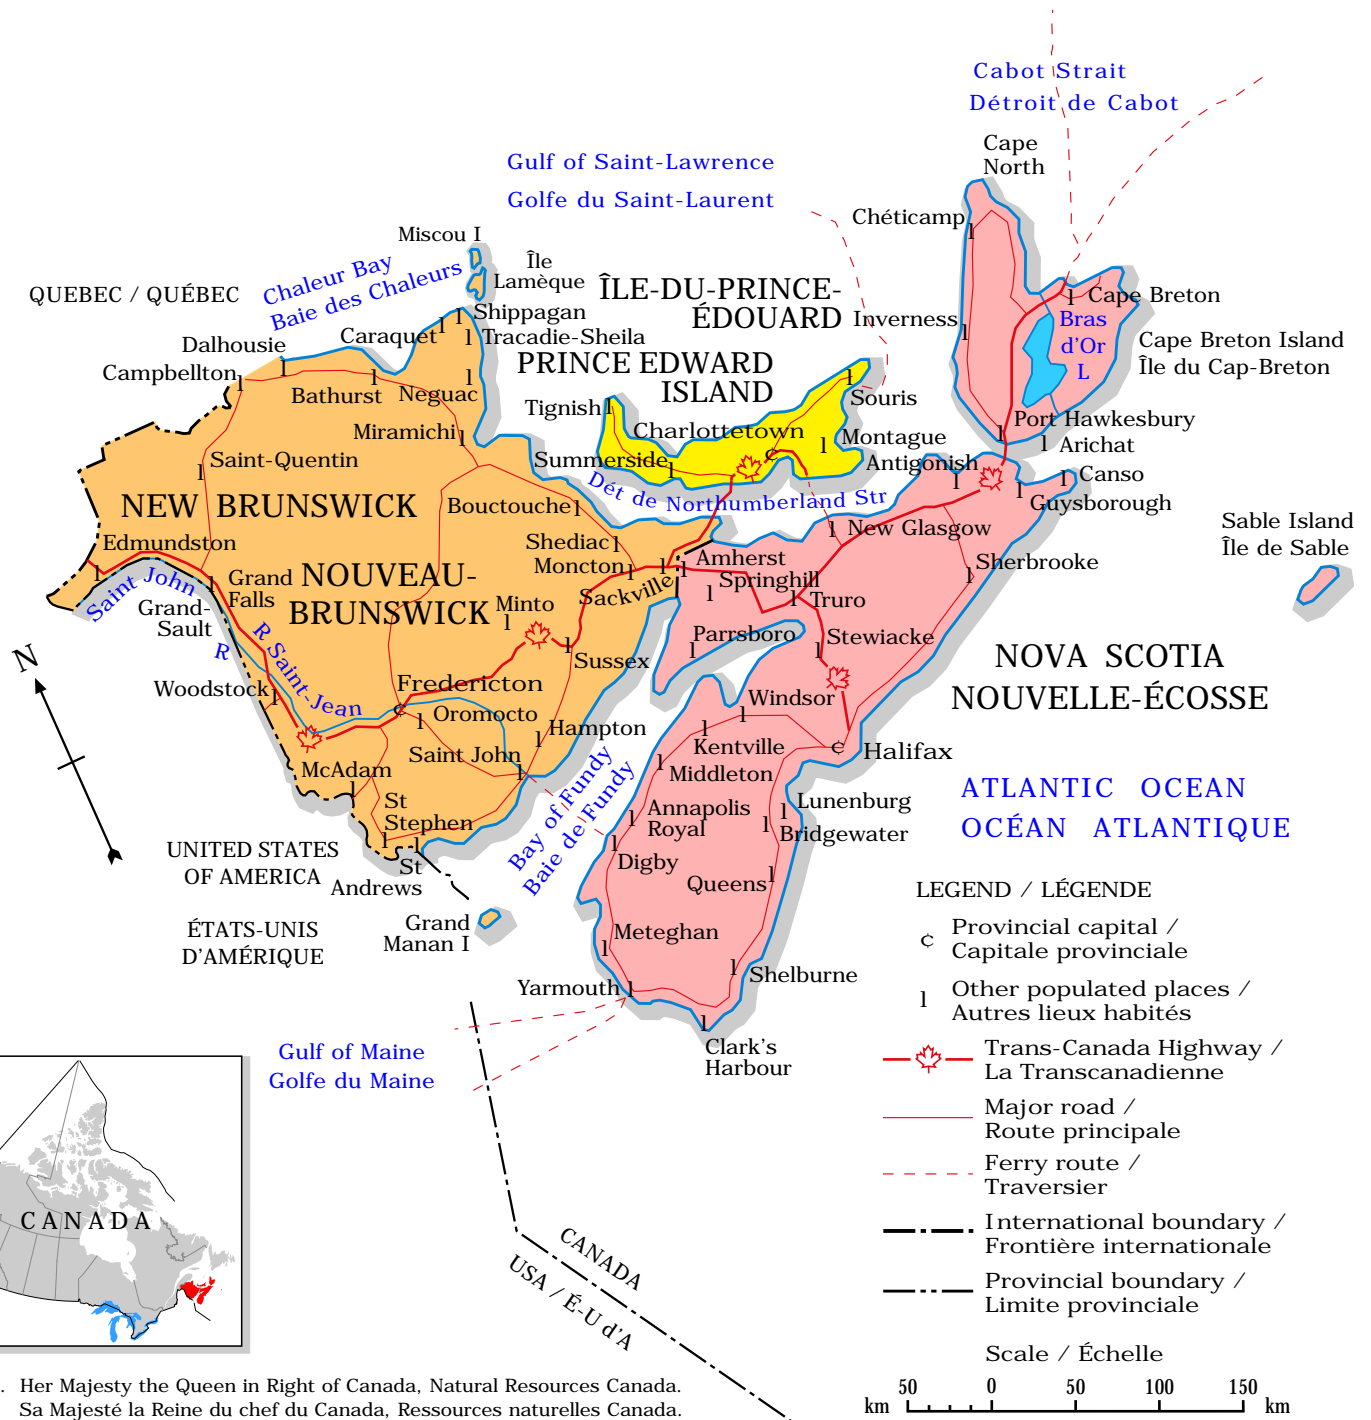 Cabot Strait
Détroit de Cabot
Cape
North
Gulf of Saint-Lawrence
Golfe du Saint-Laurent
Chéticamp
Miscou I
Île
Lamèque
Chaleur Bay
Baie des Chaleurs
QUEBEC / QUÉBEC
ÎLE-DU-PRINCE-
ÉDOUARD
Inverness
Cape Breton
Bras
d'Or
L
Cape Breton Island
Île du Cap-Breton
Shippagan
Caraquet
Tracadie-Sheila
Dalhousie
Campbellton
Bathurst
Neguac
PRINCE EDWARD
ISLAND
Tignish
Souris
Charlottetown
Montague
Port Hawkesbury
Arichat
Miramichi
Saint-Quentin
Summerside
Antigonish
Canso
Guysborough
Dét de Northumberland Str
NEW BRUNSWICK
Bouctouche
New Glasgow
Sable Island
Île de Sable
Edmundston
Shediac
Moncton
Amherst
Sherbrooke
Saint John
Grand
Falls
NOUVEAU-
BRUNSWICK
Sackville
Springhill
Truro
Grand-
Sault
Minto
Parrsboro
Stewiacke
R
R Saint-Jean
Sussex
NOVA SCOTIA
NOUVELLE-ÉCOSSE
N
Woodstock
Fredericton
Windsor
Oromocto
Hampton
Kentville
Halifax
Saint John
McAdam
Middleton
ATLANTIC OCEAN
OCÉAN ATLANTIQUE
St
Stephen
Bay of Fundy
Baie de Fundy
Annapolis
Royal
Lunenburg
Bridgewater
UNITED STATES
OF AMERICA
St
Andrews
Digby
Queens
ÉTATS-UNIS
D'AMÉRIQUE
Grand
Manan I
Meteghan
Yarmouth
Shelburne
Clark's
Harbour
Gulf of Maine
Golfe du Maine
LEGEND / LÉGENDE
Provincial capital /
Capitale provinciale
Other populated places /
Autres lieux habités
Trans-Canada Highway /
La Transcanadienne
Major road /
Route principale
Ferry route /
Traversier
International boundary /
Frontière internationale
Provincial boundary /
Limite provinciale
Scale / Échelle
km 50 0 50 100 150 km
CANADA
CANADA
USA / É-U d'A
. Her Majesty the Queen in Right of Canada, Natural Resources Canada.
Sa Majesté la Reine du chef du Canada, Ressources naturelles Canada.